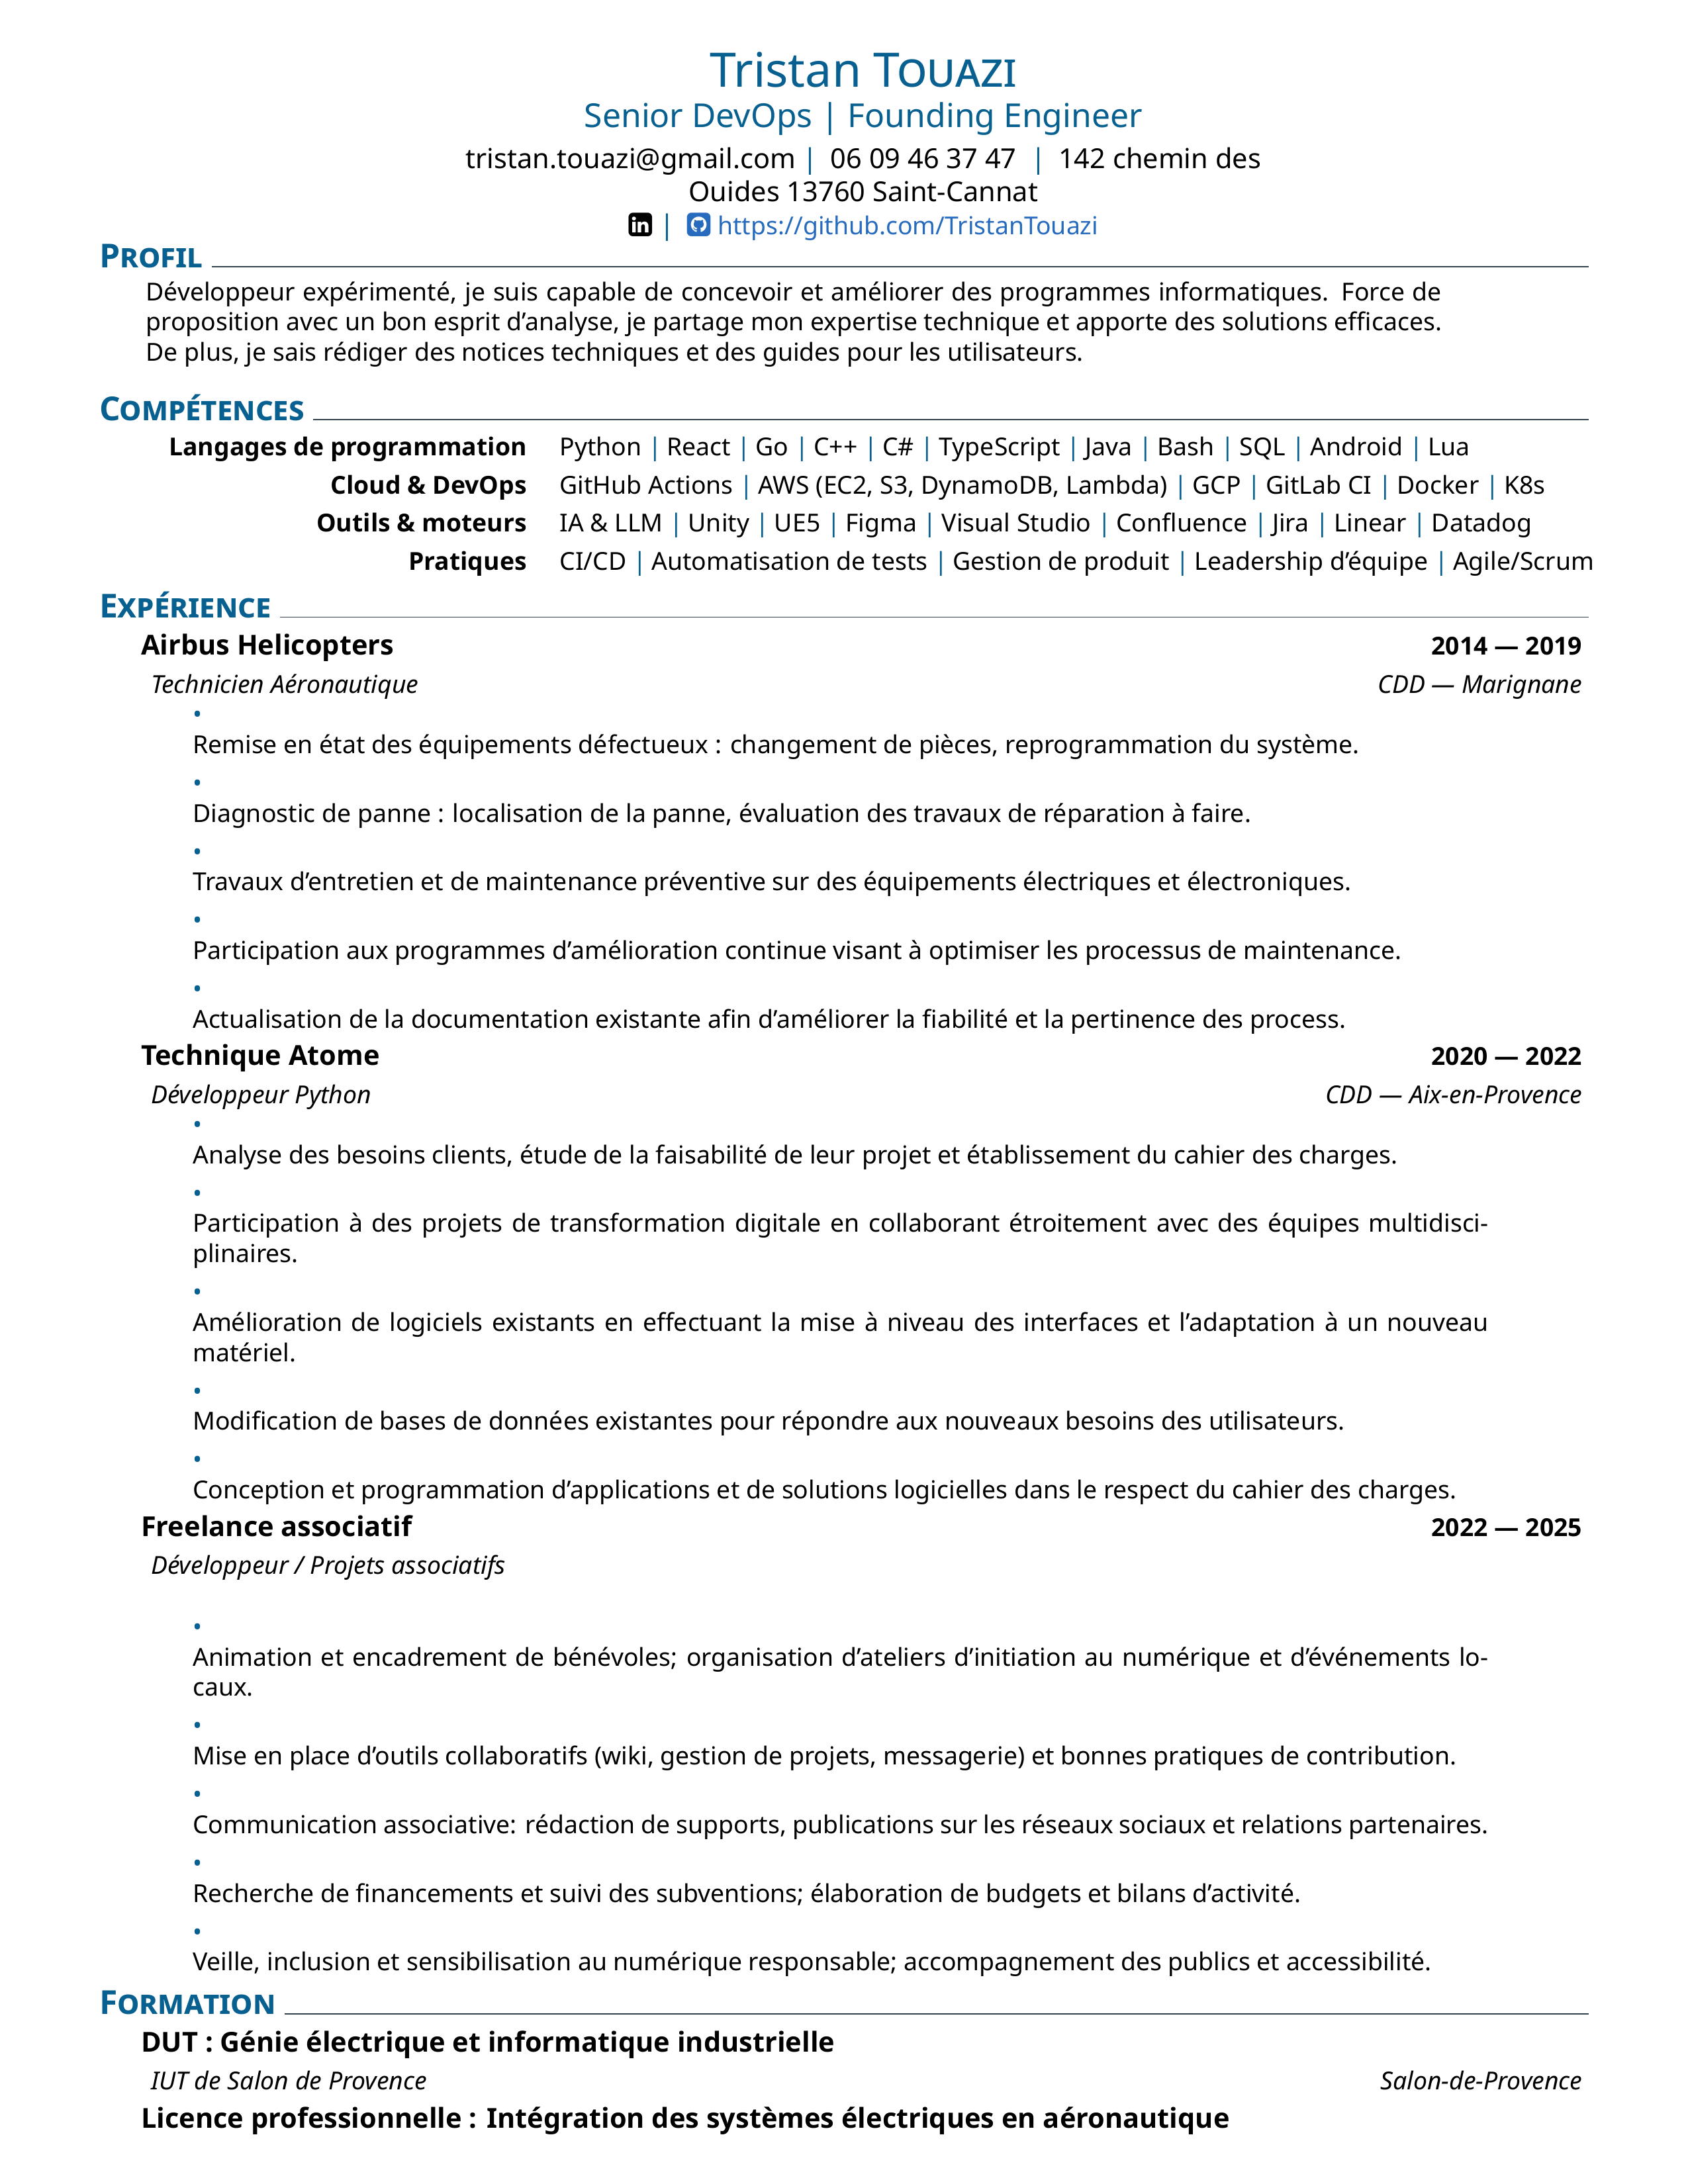 Tristan TOUAZI
Senior DevOps | Founding Engineer
tristan.touazi@gmail.com | 06 09 46 37 47 | 142 chemin des
Ouides 13760 Saint-Cannat
in | https://github.com/TristanTouazi
PROFIL
Développeur expérimenté, je suis capable de concevoir et améliorer des programmes informatiques. Force de
proposition avec un bon esprit d’analyse, je partage mon expertise technique et apporte des solutions efficaces.
De plus, je sais rédiger des notices techniques et des guides pour les utilisateurs.
COMPÉTENCES
Langages de programmation Python | React | Go | C++ | C# | TypeScript | Java | Bash | SQL | Android | Lua
Cloud & DevOps GitHub Actions | AWS (EC2, S3, DynamoDB, Lambda) | GCP | GitLab CI | Docker | K8s
Outils & moteurs IA & LLM | Unity | UE5 | Figma | Visual Studio | Confluence | Jira | Linear | Datadog
Pratiques CI/CD | Automatisation de tests | Gestion de produit | Leadership d’équipe | Agile/Scrum
EXPÉRIENCE
Airbus Helicopters 2014 — 2019
Technicien Aéronautique CDD — Marignane
•
Remise en état des équipements défectueux : changement de pièces, reprogrammation du système.
•
Diagnostic de panne : localisation de la panne, évaluation des travaux de réparation à faire.
•
Travaux d’entretien et de maintenance préventive sur des équipements électriques et électroniques.
•
Participation aux programmes d’amélioration continue visant à optimiser les processus de maintenance.
•
Actualisation de la documentation existante afin d’améliorer la fiabilité et la pertinence des process.
Technique Atome 2020 — 2022
Développeur Python CDD — Aix-en-Provence
•
Analyse des besoins clients, étude de la faisabilité de leur projet et établissement du cahier des charges.
•
Participation à des projets de transformation digitale en collaborant étroitement avec des équipes multidisci-
plinaires.
•
Amélioration de logiciels existants en effectuant la mise à niveau des interfaces et l’adaptation à un nouveau
matériel.
•
Modification de bases de données existantes pour répondre aux nouveaux besoins des utilisateurs.
•
Conception et programmation d’applications et de solutions logicielles dans le respect du cahier des charges.
Freelance associatif 2022 — 2025
Développeur / Projets associatifs
•
Animation et encadrement de bénévoles; organisation d’ateliers d’initiation au numérique et d’événements lo-
caux.
•
Mise en place d’outils collaboratifs (wiki, gestion de projets, messagerie) et bonnes pratiques de contribution.
•
Communication associative: rédaction de supports, publications sur les réseaux sociaux et relations partenaires.
•
Recherche de financements et suivi des subventions; élaboration de budgets et bilans d’activité.
•
Veille, inclusion et sensibilisation au numérique responsable; accompagnement des publics et accessibilité.
FORMATION
DUT : Génie électrique et informatique industrielle
IUT de Salon de Provence Salon-de-Provence
Licence professionnelle : Intégration des systèmes électriques en aéronautique